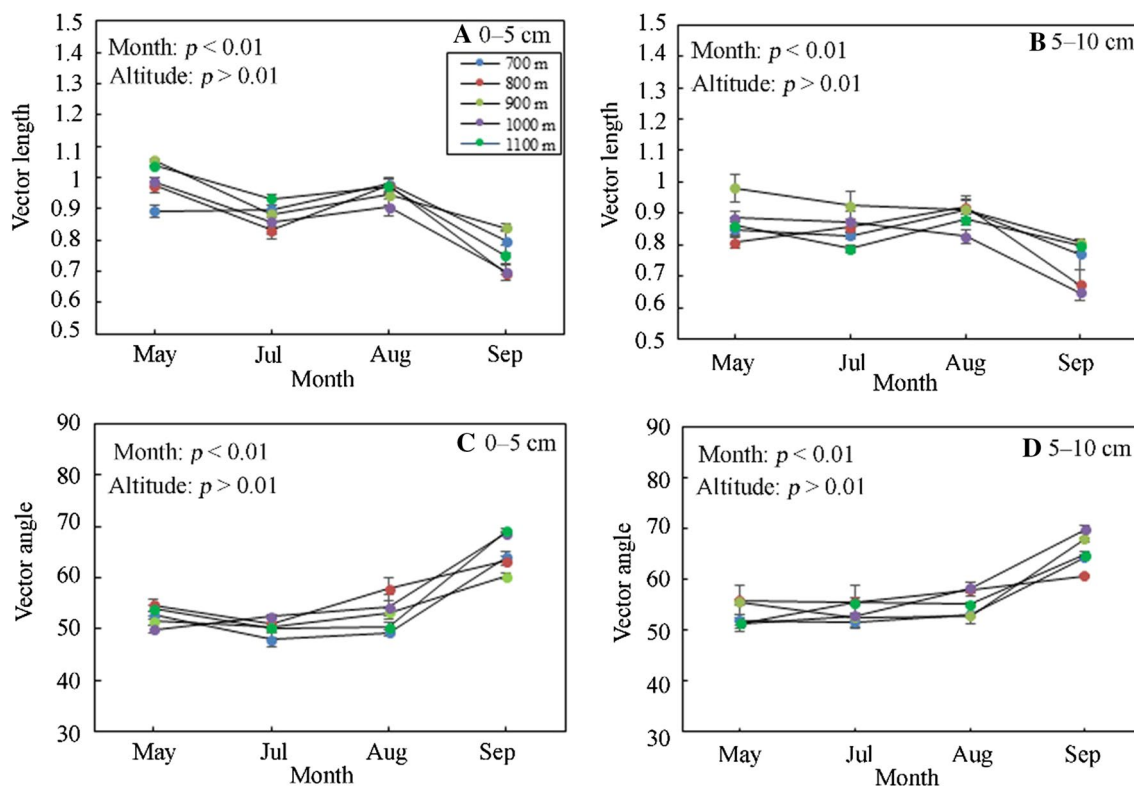 A 0–5 cm
Month: p < 0.01
Altitude: p > 0.01
700 m
800 m
900 m
1000 m
1100 m
Vector length
1.5
1.4
1.3
1.2
1.1
1
0.9
0.8
0.7
0.6
0.5
May Jul Aug Sep
Month
B 5–10 cm
Month: p < 0.01
Altitude: p > 0.01
Vector length
1.5
1.4
1.3
1.2
1.1
1
0.9
0.8
0.7
0.6
0.5
May Jul Aug Sep
Month
C 0–5 cm
Month: p < 0.01
Altitude: p > 0.01
Vector angle
90
80
70
60
50
40
30
May Jul Aug Sep
Month
D 5–10 cm
Month: p < 0.01
Altitude: p > 0.01
Vector angle
90
80
70
60
50
40
30
May Jul Aug Sep
Month